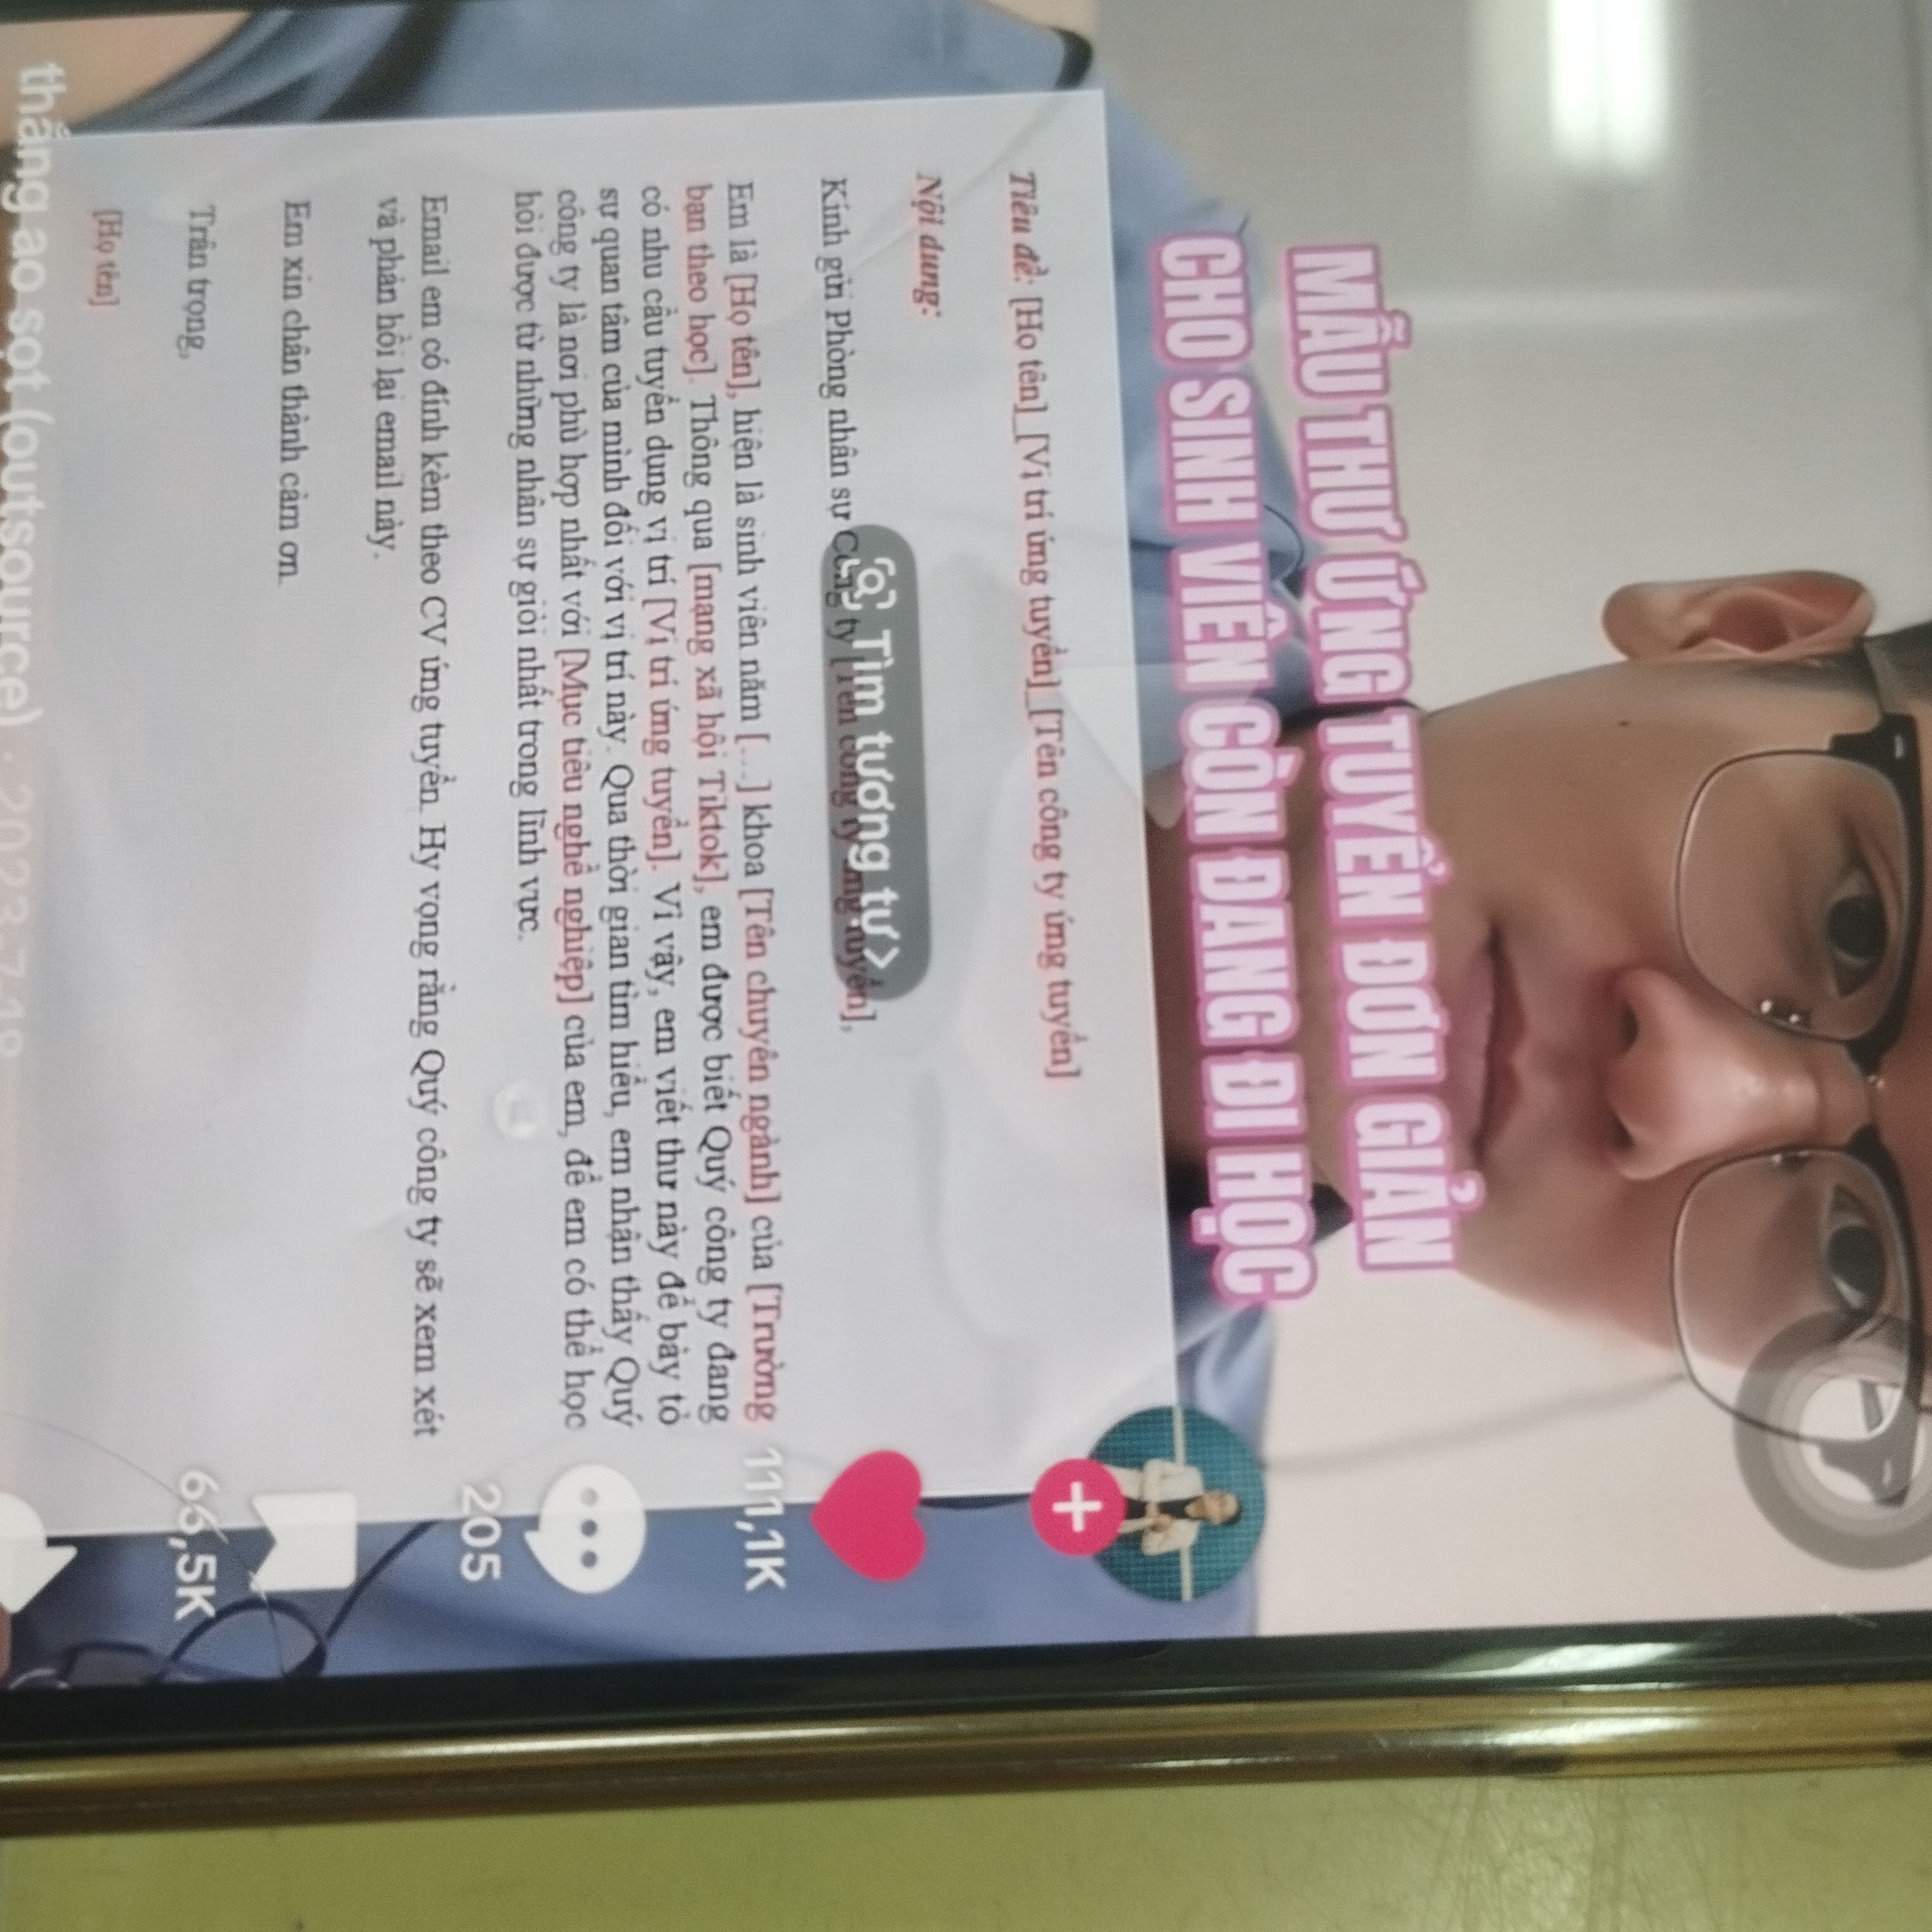 MẪU THƯ ỨNG TUYỂN ĐƠN GIẢN
CHO SINH VIÊN CÒN ĐANG ĐI HỌC
Tiêu đề: [Họ tên]_[Vị trí ứng tuyển]_[Tên công ty ứng tuyển]
Nội dung:
Kính gửi Phòng nhân sự Công ty [Tên công ty ứng tuyển],
Tìm tương tự >
Em là [Họ tên], hiện là sinh viên năm [...] khoa [Tên chuyên ngành] của [Trường
bạn theo học]. Thông qua [mạng xã hội Tiktok], em được biết Quý công ty đang
có nhu cầu tuyển dụng vị trí [Vị trí ứng tuyển]. Vì vậy, em viết thư này để bày tỏ
sự quan tâm của mình đối với vị trí này. Qua thời gian tìm hiểu, em nhận thấy Quý
công ty là nơi phù hợp nhất với [Mục tiêu nghề nghiệp] của em, để em có thể học
hỏi được từ những nhân sự giỏi nhất trong lĩnh vực.
Email em có đính kèm theo CV ứng tuyển. Hy vọng rằng Quý công ty sẽ xem xét
và phản hồi lại email này.
Em xin chân thành cảm ơn.
Trân trọng,
[Họ tên]
111,1K
205
66,5K
thắng ao sot (outsource) · 2023-7-18